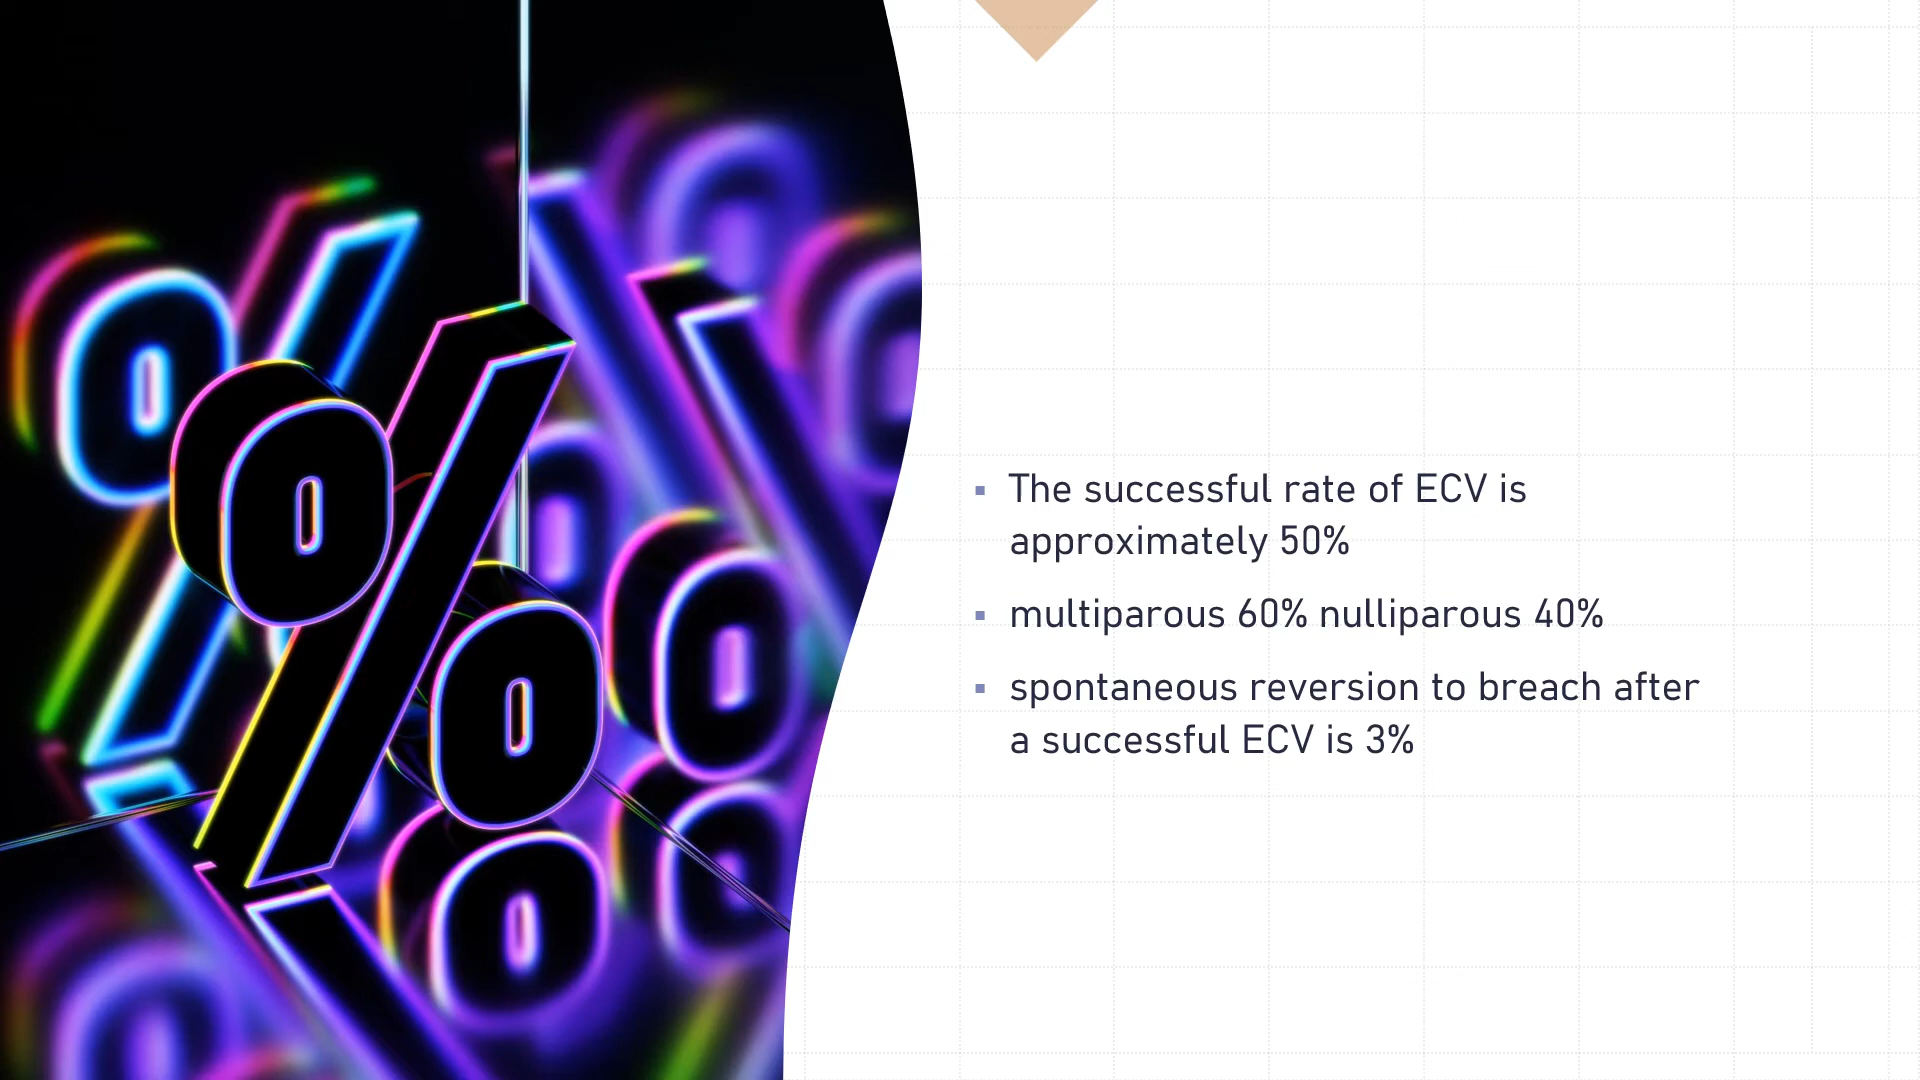 The successful rate of ECV is
approximately 50%
multiparous 60% nulliparous 40%
spontaneous reversion to breach after
a successful ECV is 3%